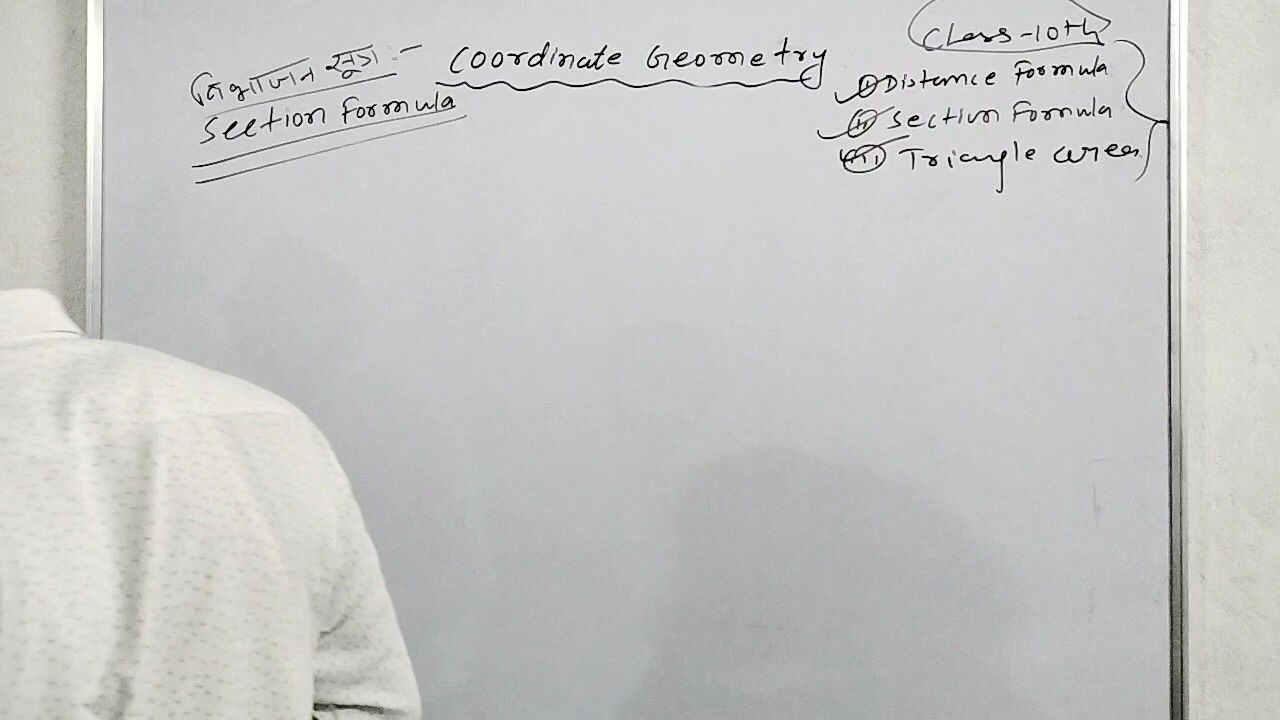 Class-10th
Coordinate Geometry
বিভাজন সূত্র :-
Section Formula
(i) Distance Formula
(ii) Section Formula
(iii) Triangle area